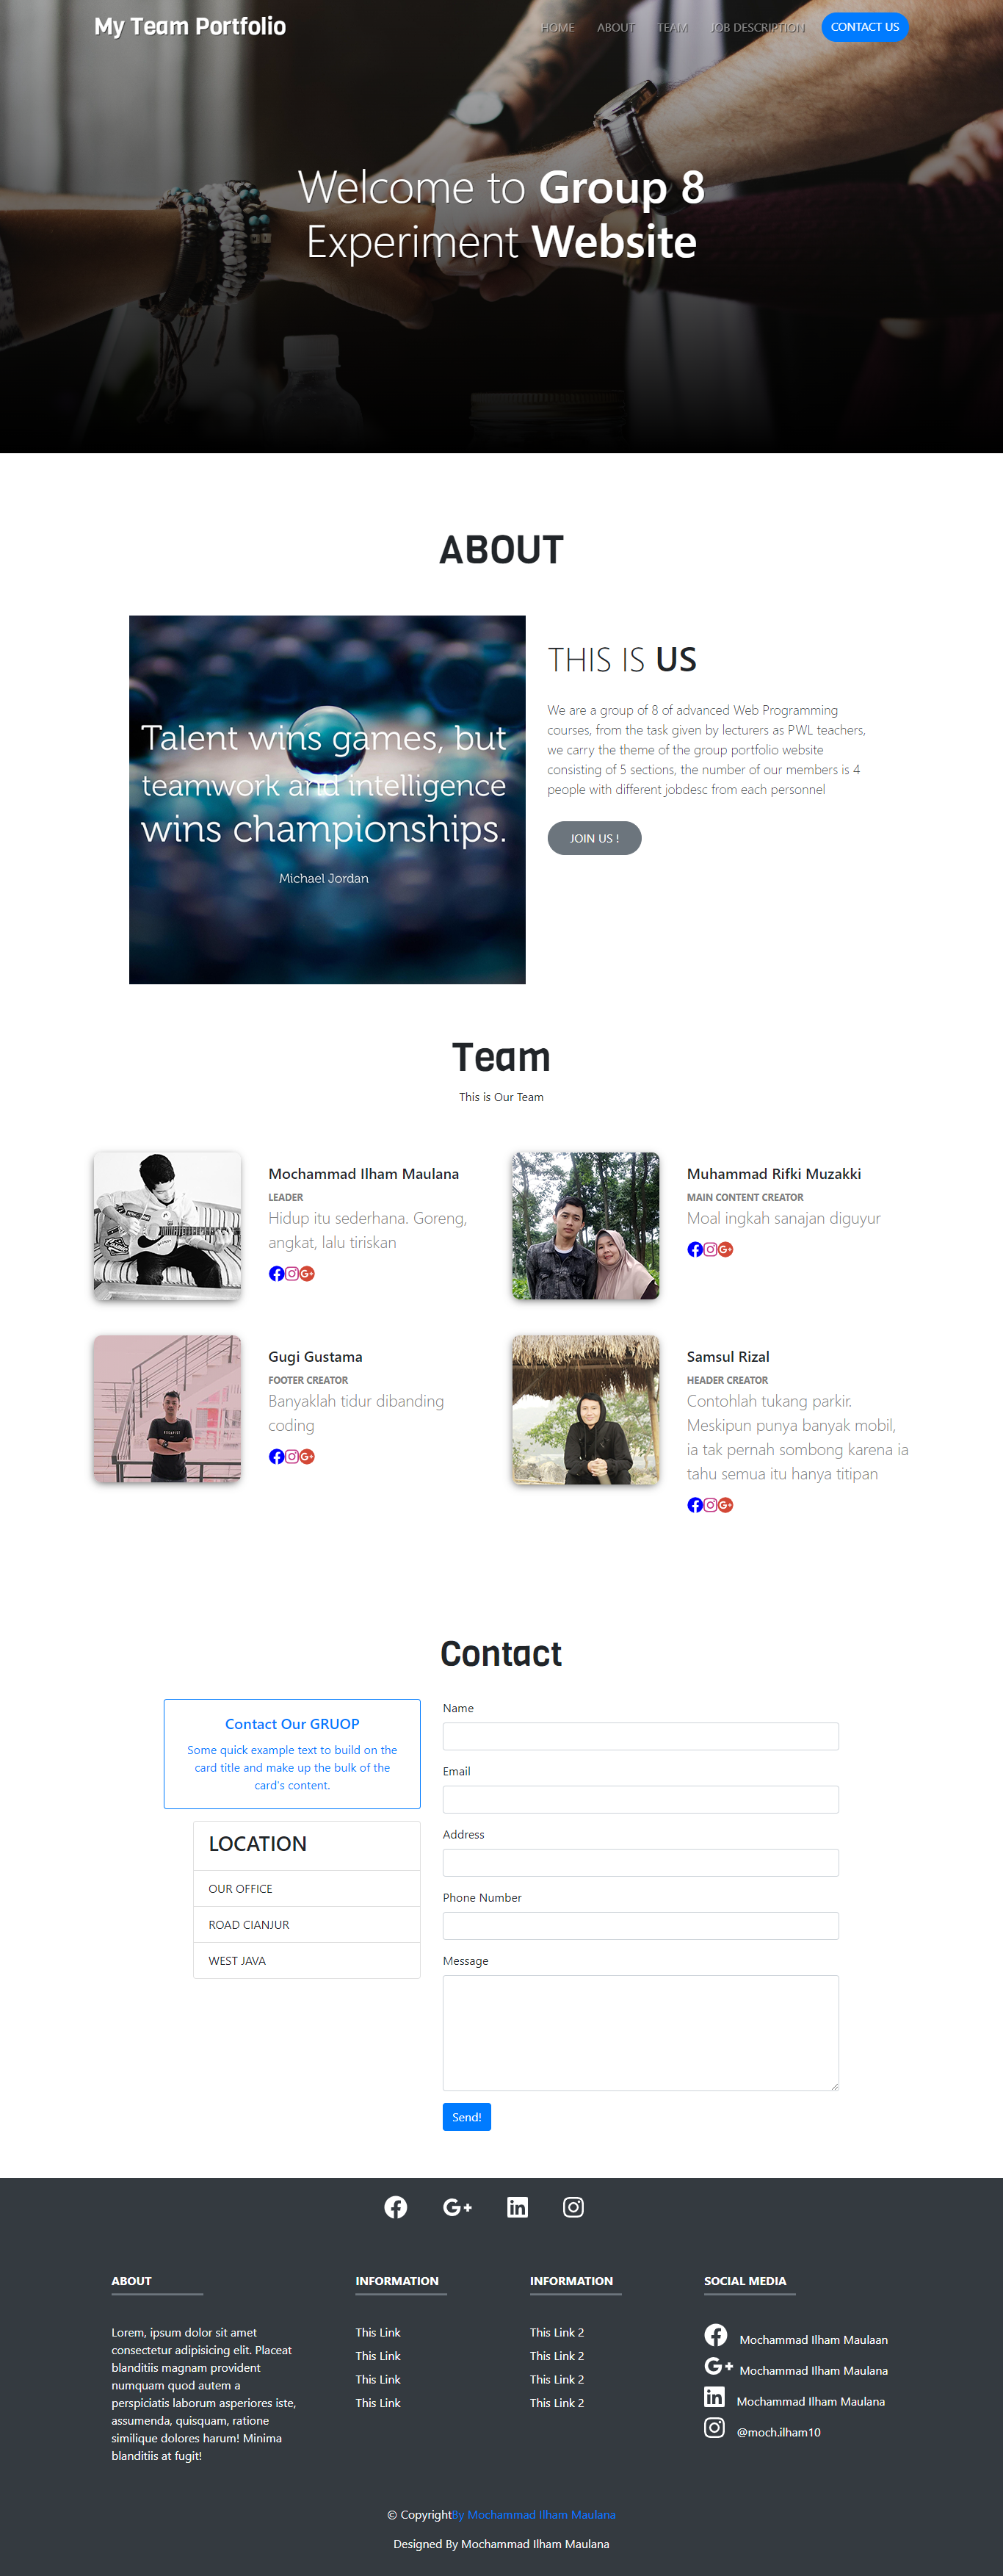 My Team Portfolio
HOME
ABOUT
TEAM
JOB DESCRIPTION
CONTACT US
Welcome to Group 8
Experiment Website
ABOUT
Talent wins games, but
teamwork and intelligence
wins championships.
Michael Jordan
THIS IS US
We are a group of 8 of advanced Web Programming
courses, from the task given by lecturers as PWL teachers,
we carry the theme of the group portfolio website
consisting of 5 sections, the number of our members is 4
people with different jobdesc from each personnel
JOIN US !
Team
This is Our Team
Mochammad Ilham Maulana
LEADER
Hidup itu sederhana. Goreng,
angkat, lalu tiriskan
Muhammad Rifki Muzakki
MAIN CONTENT CREATOR
Moal ingkah sanajan diguyur
Gugi Gustama
FOOTER CREATOR
Banyaklah tidur dibanding
coding
Samsul Rizal
HEADER CREATOR
Contohlah tukang parkir.
Meskipun punya banyak mobil,
ia tak pernah sombong karena ia
tahu semua itu hanya titipan
Contact
Contact Our GRUOP
Some quick example text to build on the
card title and make up the bulk of the
card's content.
LOCATION
OUR OFFICE
ROAD CIANJUR
WEST JAVA
Name
Email
Address
Phone Number
Message
Send!
ABOUT
Lorem, ipsum dolor sit amet
consectetur adipisicing elit. Placeat
blanditiis magnam provident
numquam quod autem a
perspiciatis laborum asperiores iste,
assumenda, quisquam, ratione
similique dolores harum! Minima
blanditiis at fugit!
INFORMATION
This Link
This Link
This Link
This Link
INFORMATION
This Link 2
This Link 2
This Link 2
This Link 2
SOCIAL MEDIA
Mochammad Ilham Maulaan
Mochammad Ilham Maulana
Mochammad Ilham Maulana
@moch.ilham10
© CopyrightBy Mochammad Ilham Maulana
Designed By Mochammad Ilham Maulana